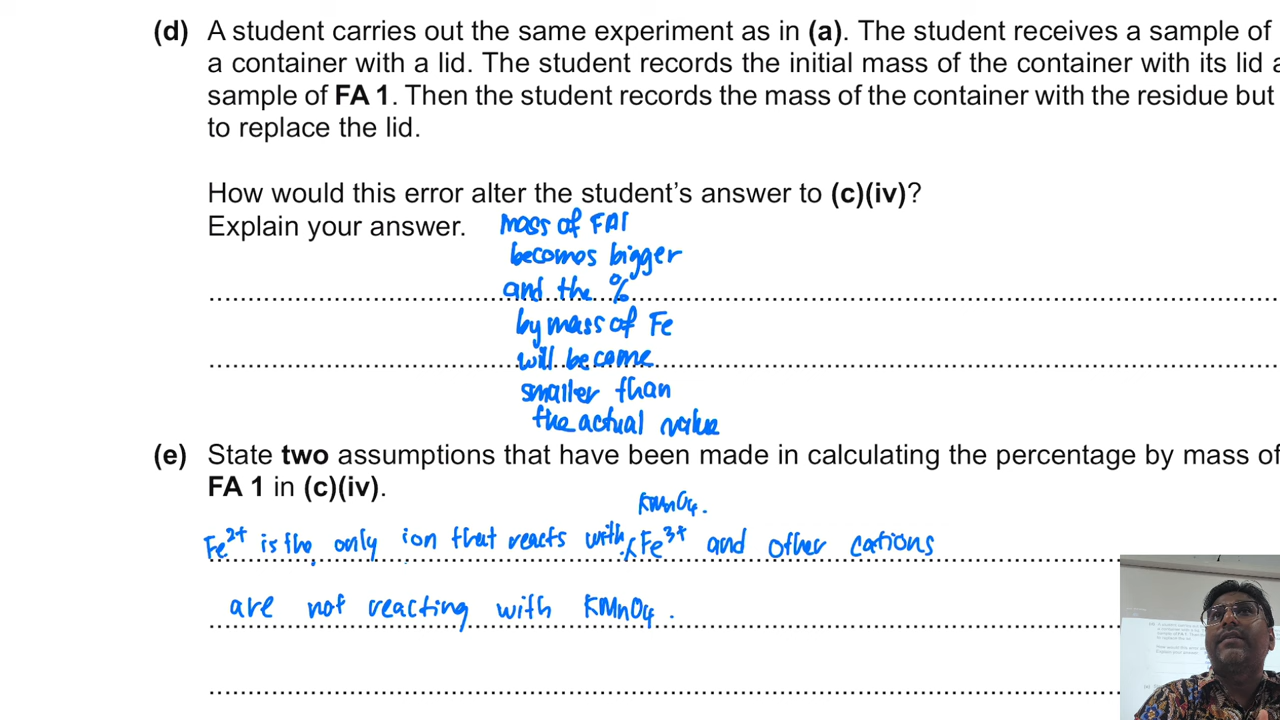 (d) A student carries out the same experiment as in (a). The student receives a sample of
a container with a lid. The student records the initial mass of the container with its lid
sample of FA 1. Then the student records the mass of the container with the residue but
to replace the lid.
How would this error alter the student's answer to (c)(iv)?
Explain your answer.
Mass of FA1
becomes bigger
and the %
by mass of Fe
will become
smaller than
the actual value
(e) State two assumptions that have been made in calculating the percentage by mass of
FA 1 in (c)(iv).
KMnO4.
Fe2+ is the only ion that reacts with Fe3+ and other cations
are not reacting with KMnO4.